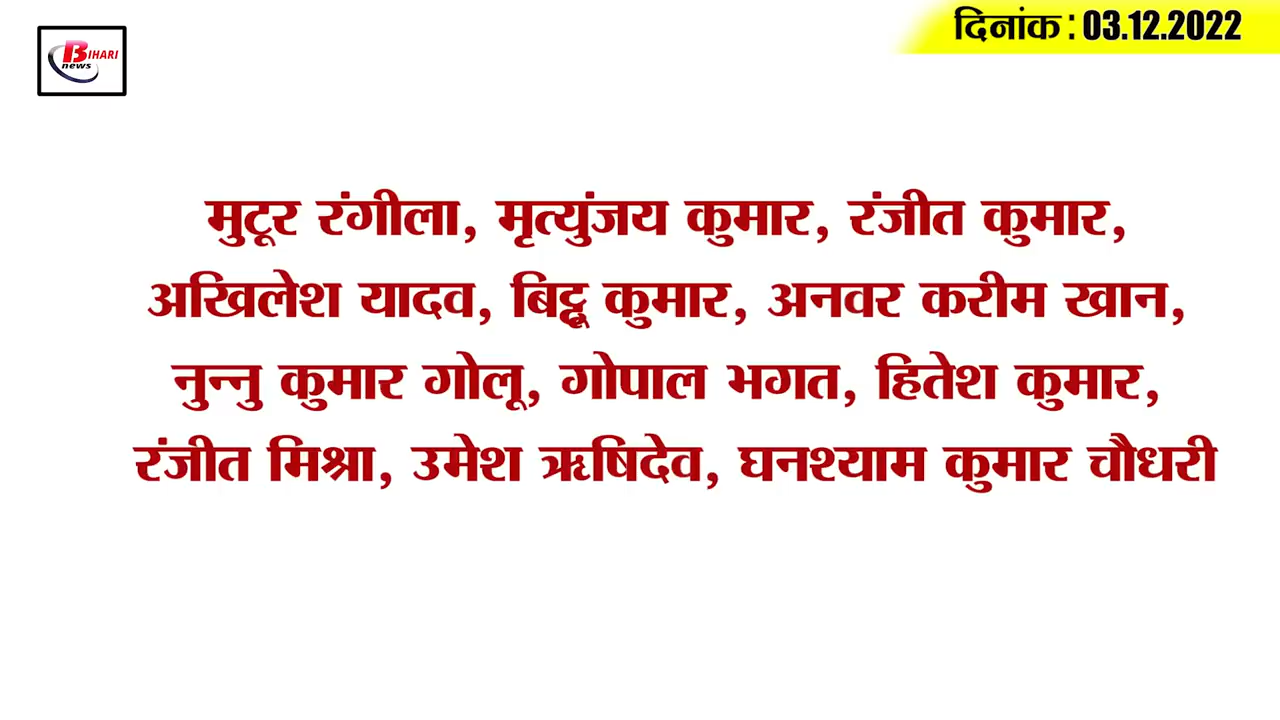 BIHARI
news
दिनांक : 03.12.2022
मुटूर रंगीला, मृत्युंजय कुमार, रंजीत कुमार,
अखिलेश यादव, बिट्टू कुमार, अनवर करीम खान,
नुन्नु कुमार गोलू, गोपाल भगत, हितेश कुमार,
रंजीत मिश्रा, उमेश ऋषिदेव, घनश्याम कुमार चौधरी